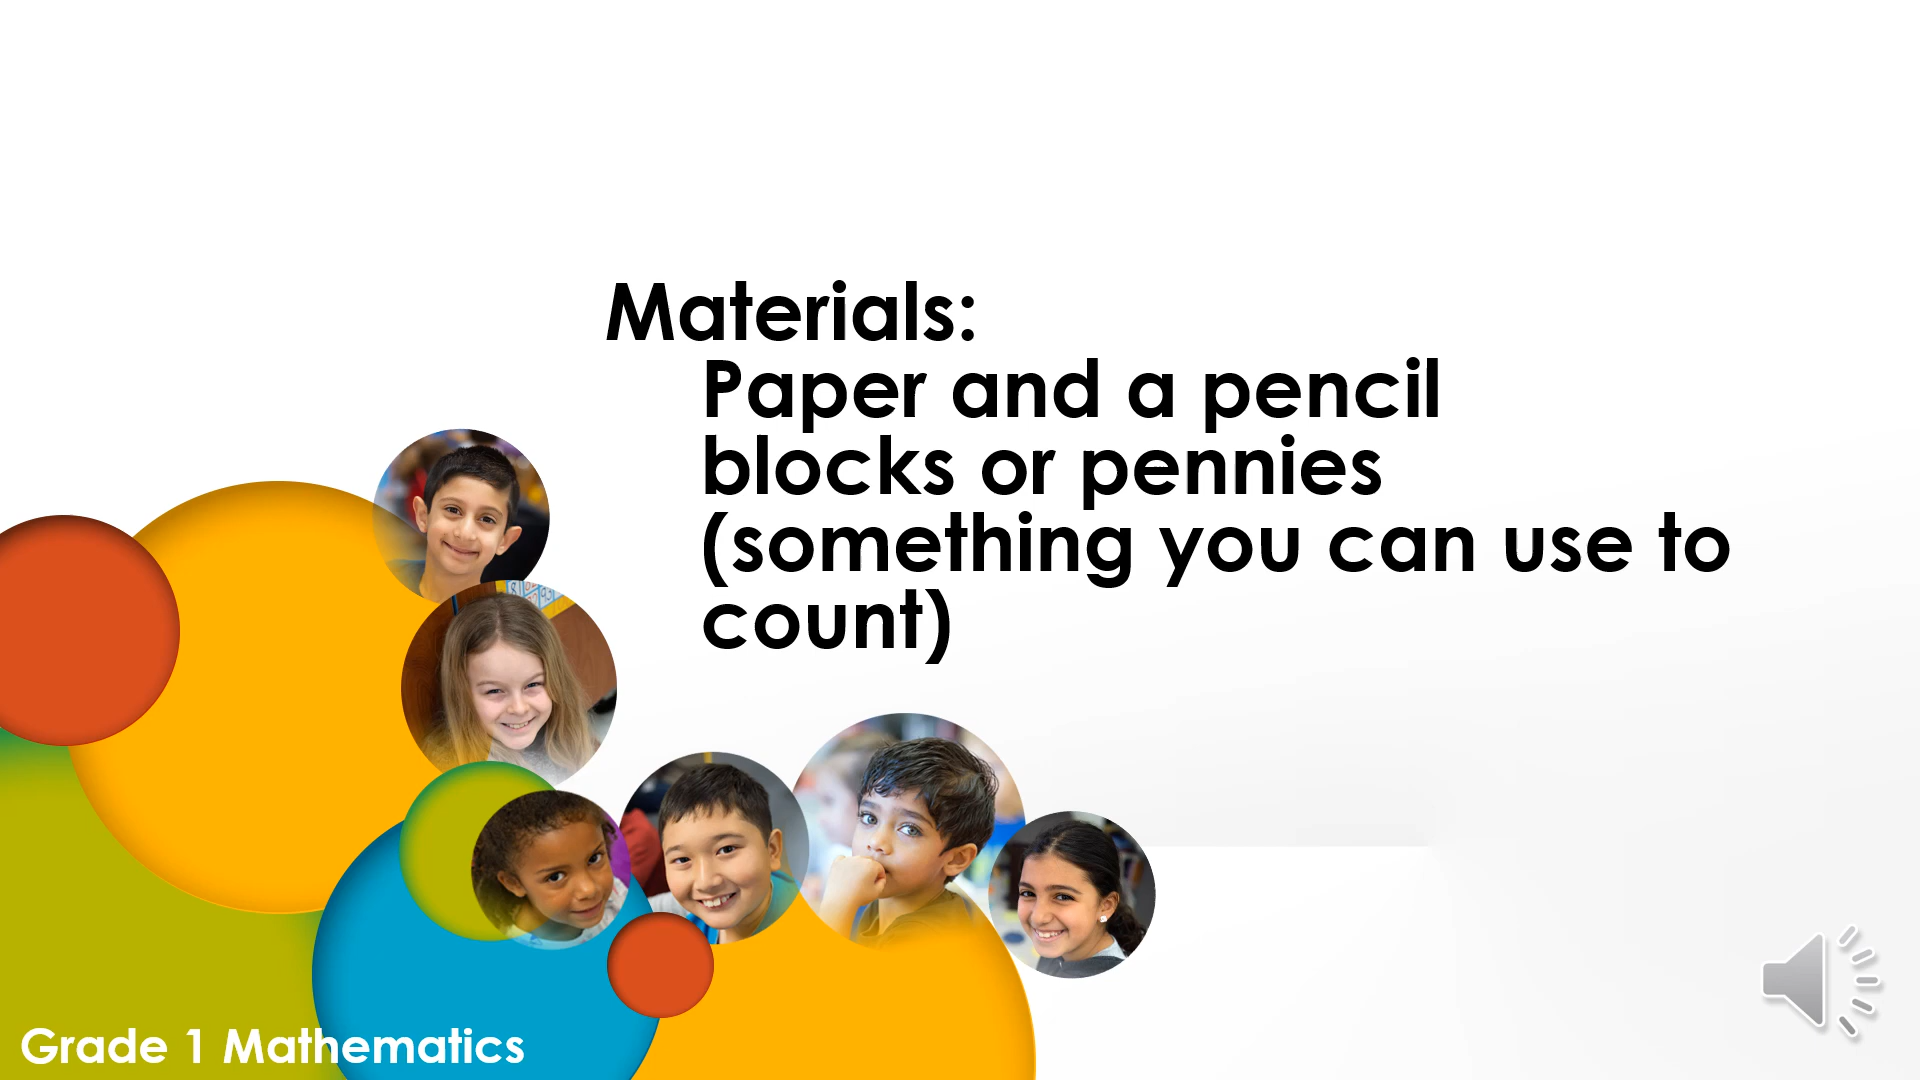 Materials:
Paper and a pencil
blocks or pennies
(something you can use to
count)
Grade 1 Mathematics